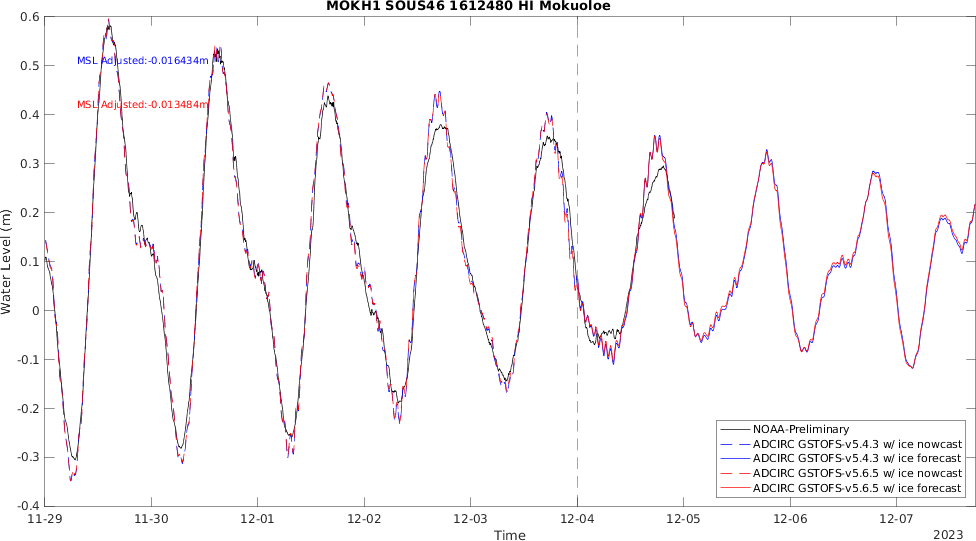 MOKH1 SOUS46 1612480 HI Mokuoloe
0.6
0.5
0.4
0.3
0.2
0.1
0
-0.1
-0.2
-0.3
-0.4
Water Level (m)
MSL Adjusted:-0.016434m
MSL Adjusted:-0.013484m
NOAA-Preliminary
ADCIRC GSTOFS-v5.4.3 w/ ice nowcast
ADCIRC GSTOFS-v5.4.3 w/ ice forecast
ADCIRC GSTOFS-v5.6.5 w/ ice nowcast
ADCIRC GSTOFS-v5.6.5 w/ ice forecast
11-29 11-30 12-01 12-02 12-03 12-04 12-05 12-06 12-07
Time
2023